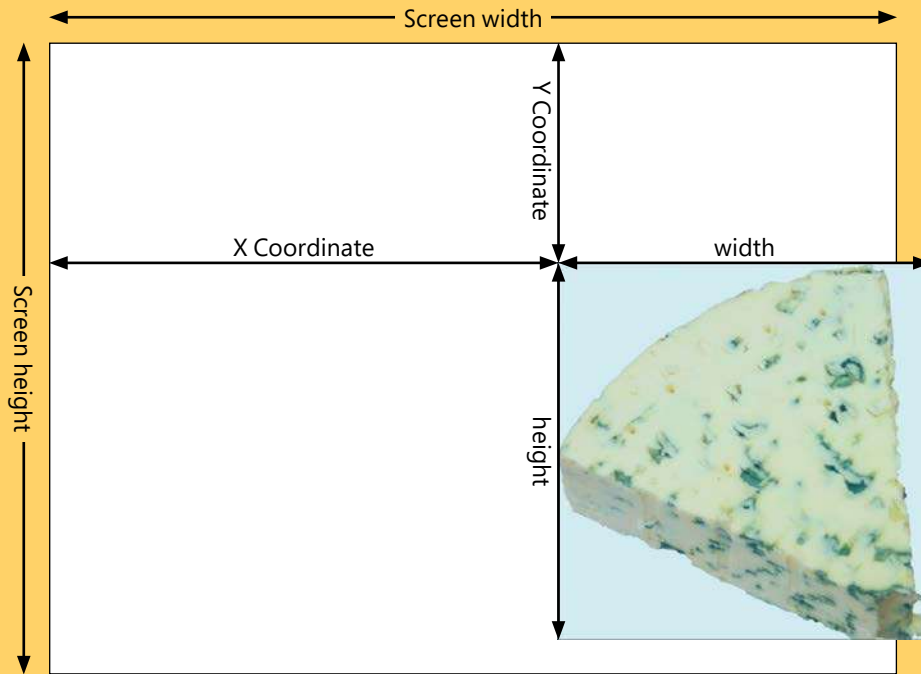 Screen width
Y Coordinate
X Coordinate
width
Screen height
height